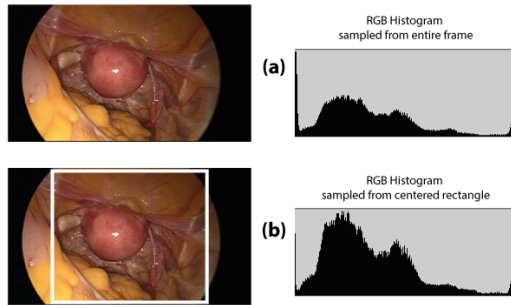 RGB Histogram
sampled from entire frame
(a)
RGB Histogram
sampled from centered rectangle
(b)